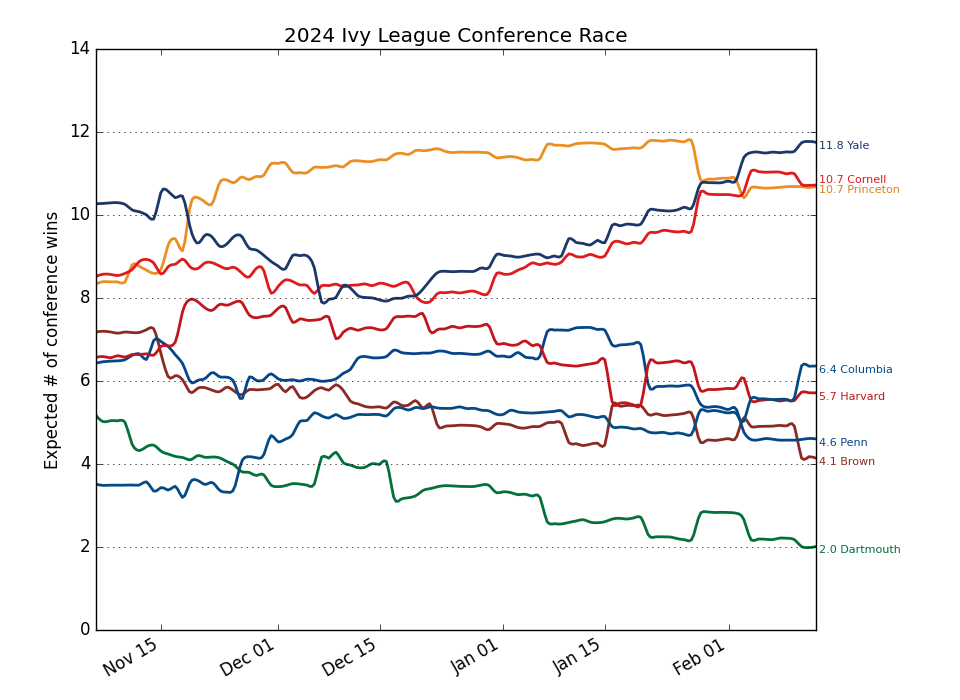 2024 Ivy League Conference Race
Expected # of conference wins
14
12
10
8
6
4
2
0
11.8 Yale
10.7 Cornell
10.7 Princeton
6.4 Columbia
5.7 Harvard
4.6 Penn
4.1 Brown
2.0 Dartmouth
Nov 15
Dec 01
Dec 15
Jan 01
Jan 15
Feb 01